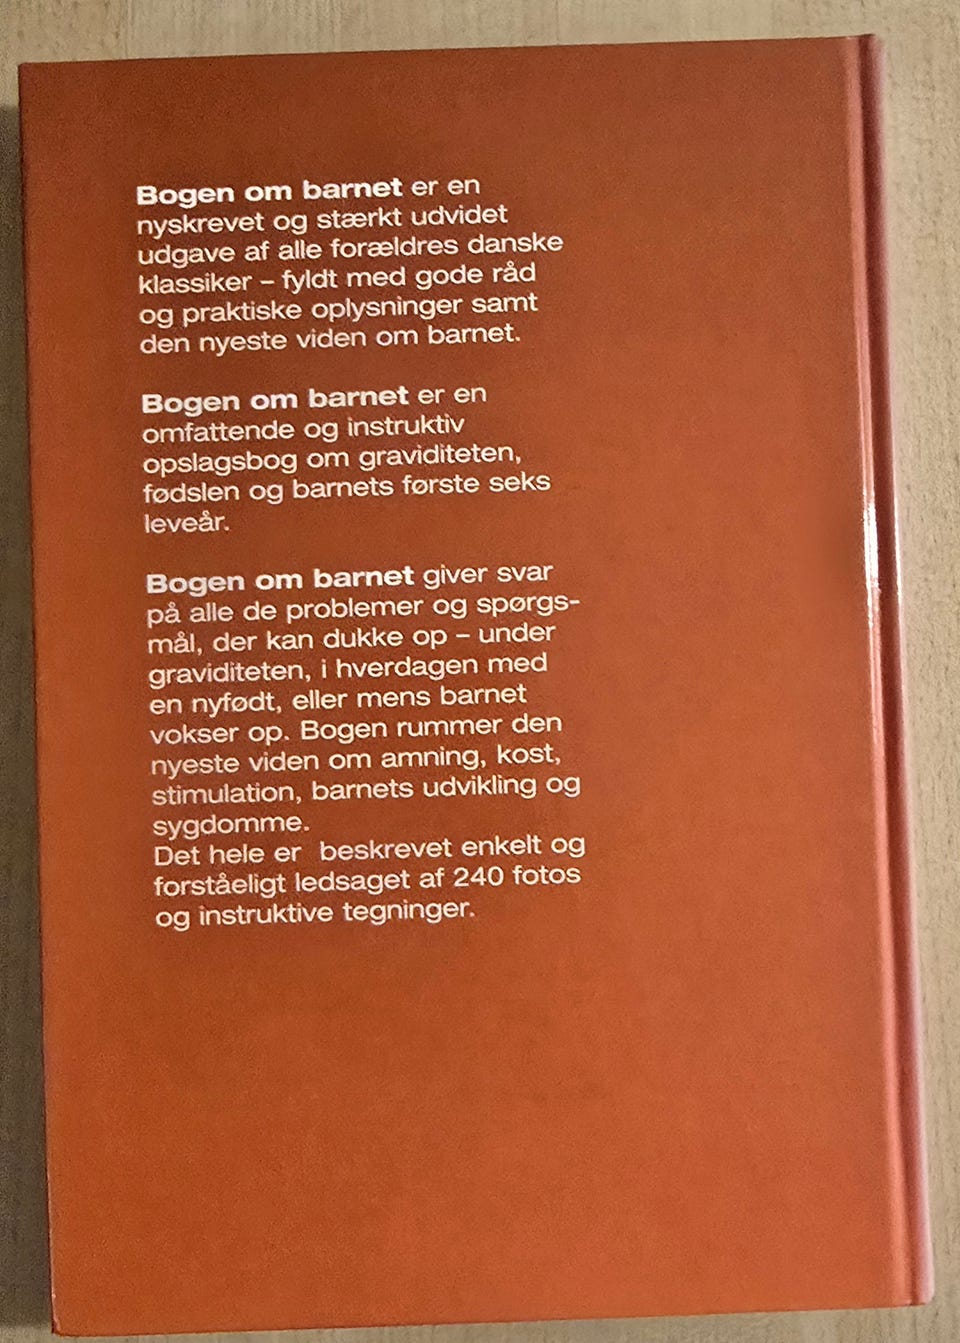 Bogen om barnet er en
nyskrevet og stærkt udvidet
udgave af alle forældres danske
klassiker – fyldt med gode råd
og praktiske oplysninger samt
den nyeste viden om barnet.
Bogen om barnet er en
omfattende og instruktiv
opslagsbog om graviditeten,
fødslen og barnets første seks
leveår.
Bogen om barnet giver svar
på alle de problemer og spørgs-
mål, der kan dukke op – under
graviditeten, i hverdagen med
en nyfødt, eller mens barnet
vokser op. Bogen rummer den
nyeste viden om amning, kost,
stimulation, barnets udvikling og
sygdomme.
Det hele er  beskrevet enkelt og
forståeligt ledsaget af 240 fotos
og instruktive tegninger.